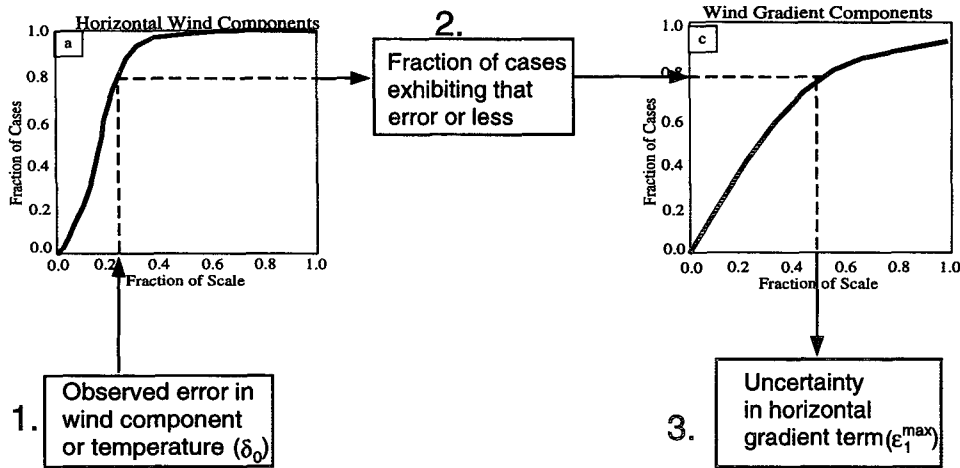 Horizontal Wind Components
a
1.0
0.8
0.6
0.4
0.2
0.0
Fraction of Cases
0.0 0.2 0.4 0.6 0.8 1.0
Fraction of Scale
2.
Fraction of cases
exhibiting that
error or less
Wind Gradient Components
c
1.0
0.8
0.6
0.4
0.2
0.0
Fraction of Cases
0.0 0.2 0.4 0.6 0.8 1.0
Fraction of Scale
1.
Observed error in
wind component
or temperature (δ₀)
3.
Uncertainty
in horizontal
gradient term (ε₁ᵐᵃˣ)